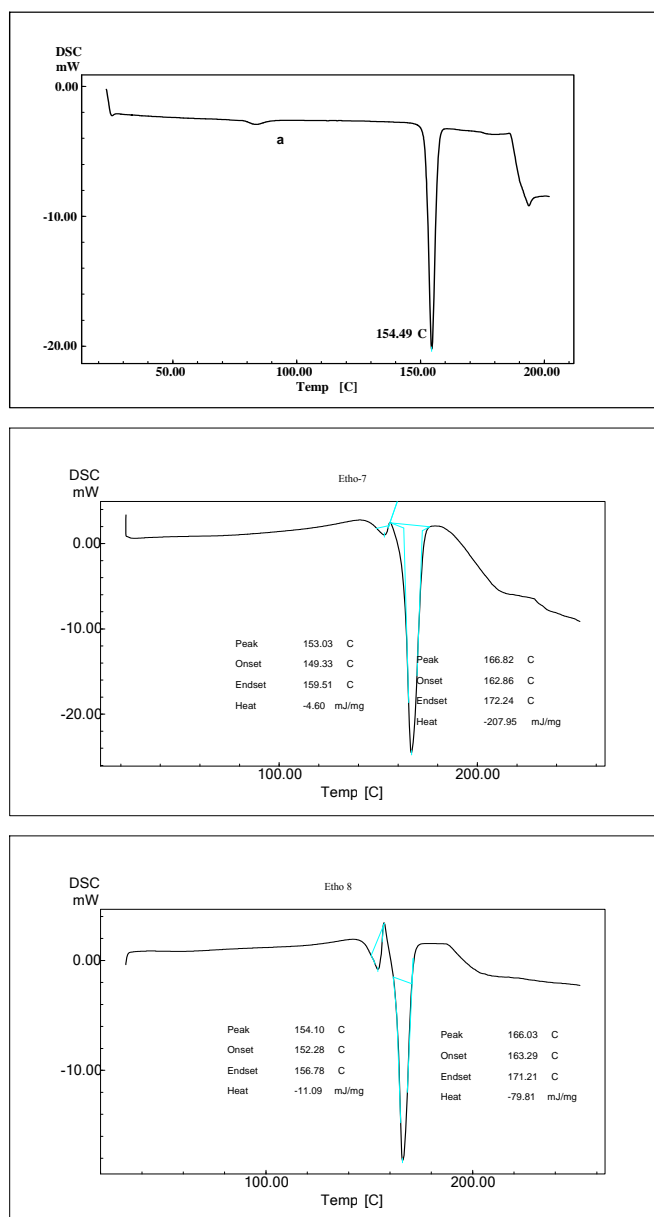 DSC
mW
0.00
a
-10.00
154.49 C
-20.00
50.00 100.00 150.00 200.00
Temp [C]
Etho-7
DSC
mW
0.00
-10.00
Peak 153.03 C
Onset 149.33 C
Endset 159.51 C
Heat -4.60 mJ/mg
Peak 166.82 C
Onset 162.86 C
Endset 172.24 C
Heat -207.95 mJ/mg
-20.00
100.00 200.00
Temp [C]
Etho 8
DSC
mW
0.00
Peak 154.10 C
Onset 152.28 C
Endset 156.78 C
Heat -11.09 mJ/mg
Peak 166.03 C
Onset 163.29 C
Endset 171.21 C
Heat -79.81 mJ/mg
-10.00
100.00 200.00
Temp [C]